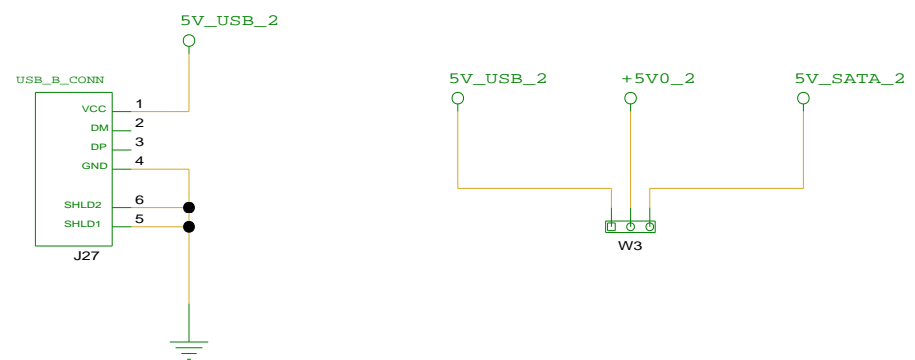 5V_USB_2
USB_B_CONN
VCC 1
DM 2
DP 3
GND 4
SHLD2 6
SHLD1 5
J27
5V_USB_2
+5V0_2
5V_SATA_2
W3